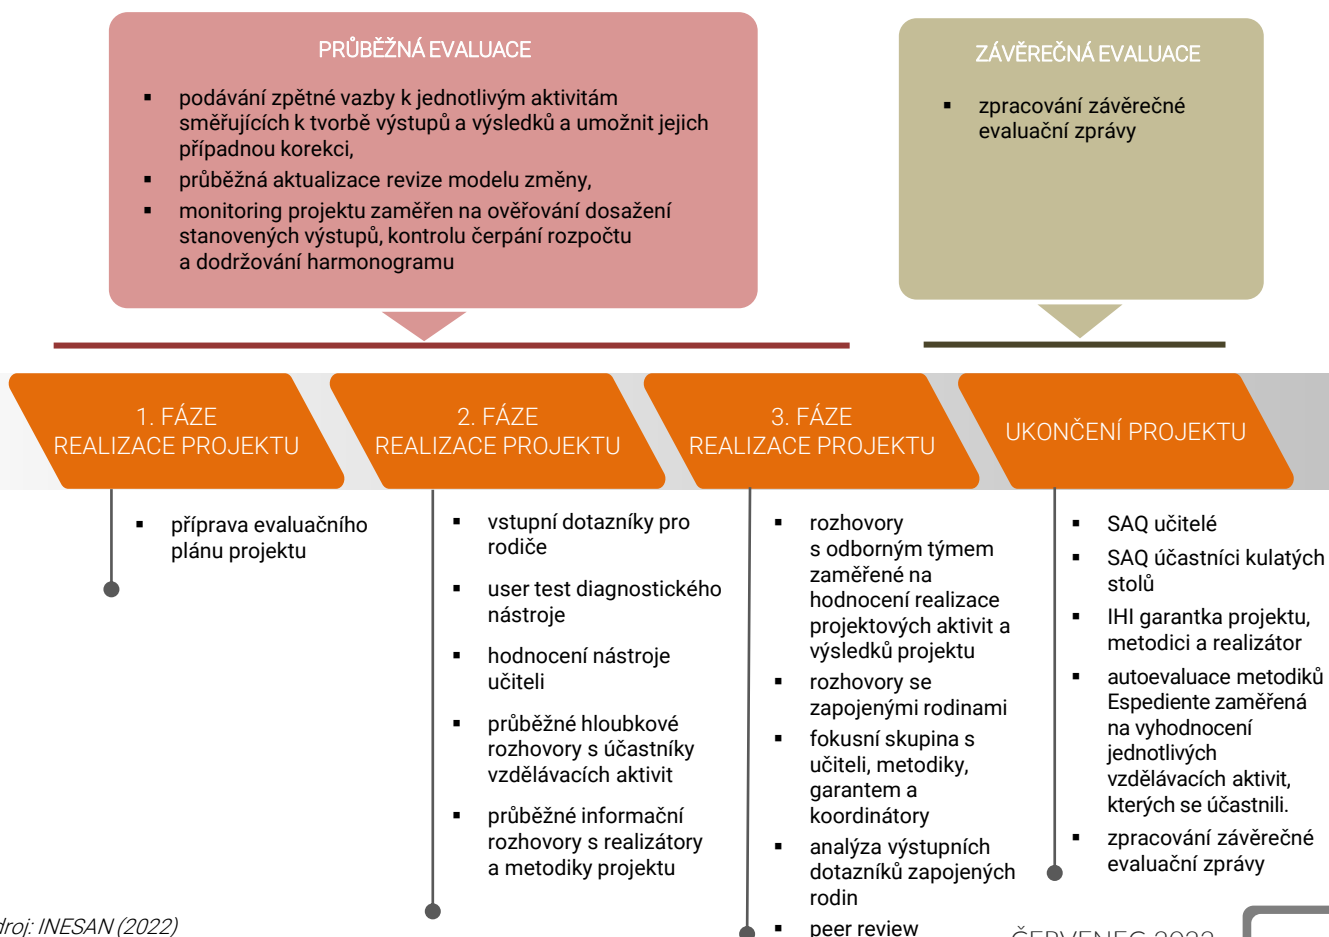 PRŮBĚŽNÁ EVALUACE
▪ podávání zpětné vazby k jednotlivým aktivitám
směřujících k tvorbě výstupů a výsledků a umožnit jejich
případnou korekci,
▪ průběžná aktualizace revize modelu změny,
▪ monitoring projektu zaměřen na ověřování dosažení
stanovených výstupů, kontrolu čerpání rozpočtu
a dodržování harmonogramu
ZÁVĚREČNÁ EVALUACE
▪ zpracování závěrečné
evaluační zprávy
1. FÁZE
REALIZACE PROJEKTU
2. FÁZE
REALIZACE PROJEKTU
3. FÁZE
REALIZACE PROJEKTU
UKONČENÍ PROJEKTU
▪ příprava evaluačního
plánu projektu
▪ vstupní dotazníky pro
rodiče
▪ user test diagnostického
nástroje
▪ hodnocení nástroje
učiteli
▪ průběžné hloubkové
rozhovory s účastníky
vzdělávacích aktivit
▪ průběžné informační
rozhovory s realizátory
a metodiky projektu
▪ rozhovory
s odborným týmem
zaměřené na
hodnocení realizace
projektových aktivit a
výsledků projektu
▪ rozhovory se
zapojenými rodinami
▪ fokusní skupina s
učiteli, metodiky,
garantem a
koordinátory
▪ analýza výstupních
dotazníků zapojených
rodin
▪ peer review
▪ SAQ učitelé
▪ SAQ účastníci kulatých
stolů
▪ IHI garantka projektu,
metodici a realizátor
▪ autoevaluace metodiků
Espediente zaměřená
na vyhodnocení
jednotlivých
vzdělávacích aktivit,
kterých se účastnili.
▪ zpracování závěrečné
evaluační zprávy
droj: INESAN (2022)